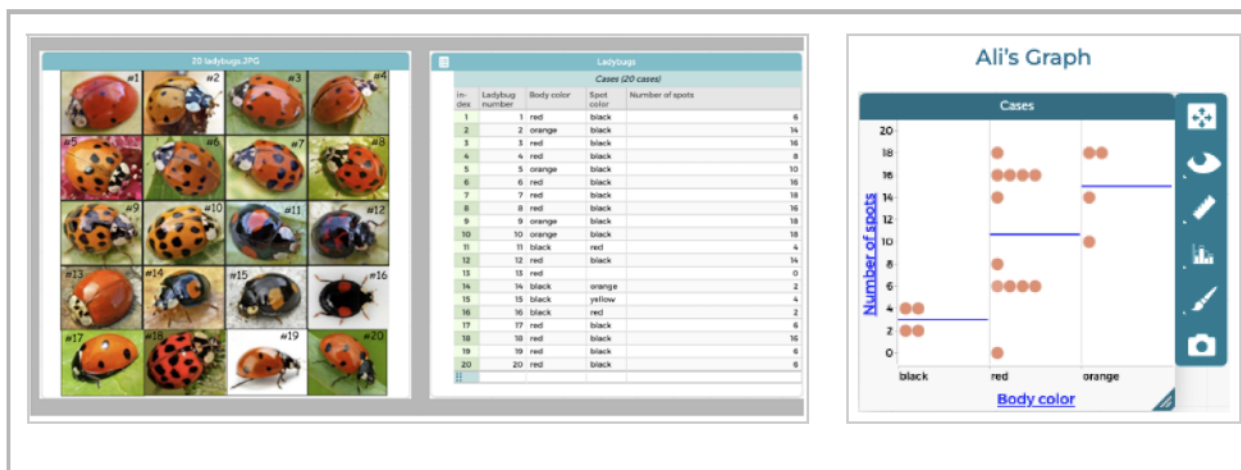 20 ladybugs.JPG
#1 #2 #3 #4
#5 #6 #7 #8
#9 #10 #11 #12
#13 #14 #15 #16
#17 #18 #19 #20
Ladybugs
Cases (20 cases)
in-dex Ladybug number Body color Spot color Number of spots
1 1 red black 6
2 2 orange black 14
3 3 red black 16
4 4 red black 8
5 5 orange black 10
6 6 red black 16
7 7 red black 18
8 8 red black 16
9 9 orange black 18
10 10 orange black 18
11 11 black red 4
12 12 red black 14
13 13 red 0
14 14 black orange 2
15 15 black yellow 4
16 16 black red 2
17 17 red black 6
18 18 red black 16
19 19 red black 6
20 20 red black 6
Ali's Graph
Cases
Number of spots
20
18
16
14
12
10
8
6
4
2
0
black red orange
Body color